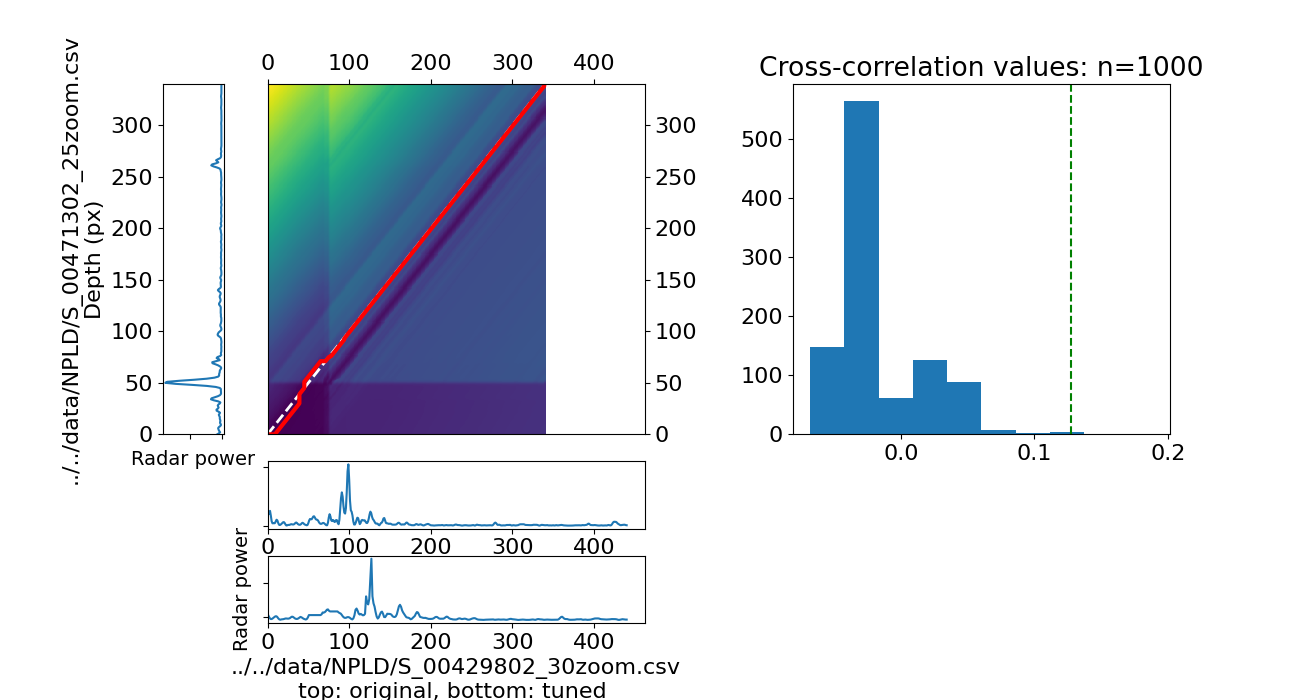 0 100 200 300 400
Cross-correlation values: n=1000
../../data/NPLD/S_00471302_25zoom.csv
Depth (px)
300
250
200
150
100
50
0
300
250
200
150
100
50
0
500
400
300
200
100
0
0.0 0.1 0.2
Radar power
0 100 200 300 400
Radar power
0 100 200 300 400
../../data/NPLD/S_00429802_30zoom.csv
top: original, bottom: tuned